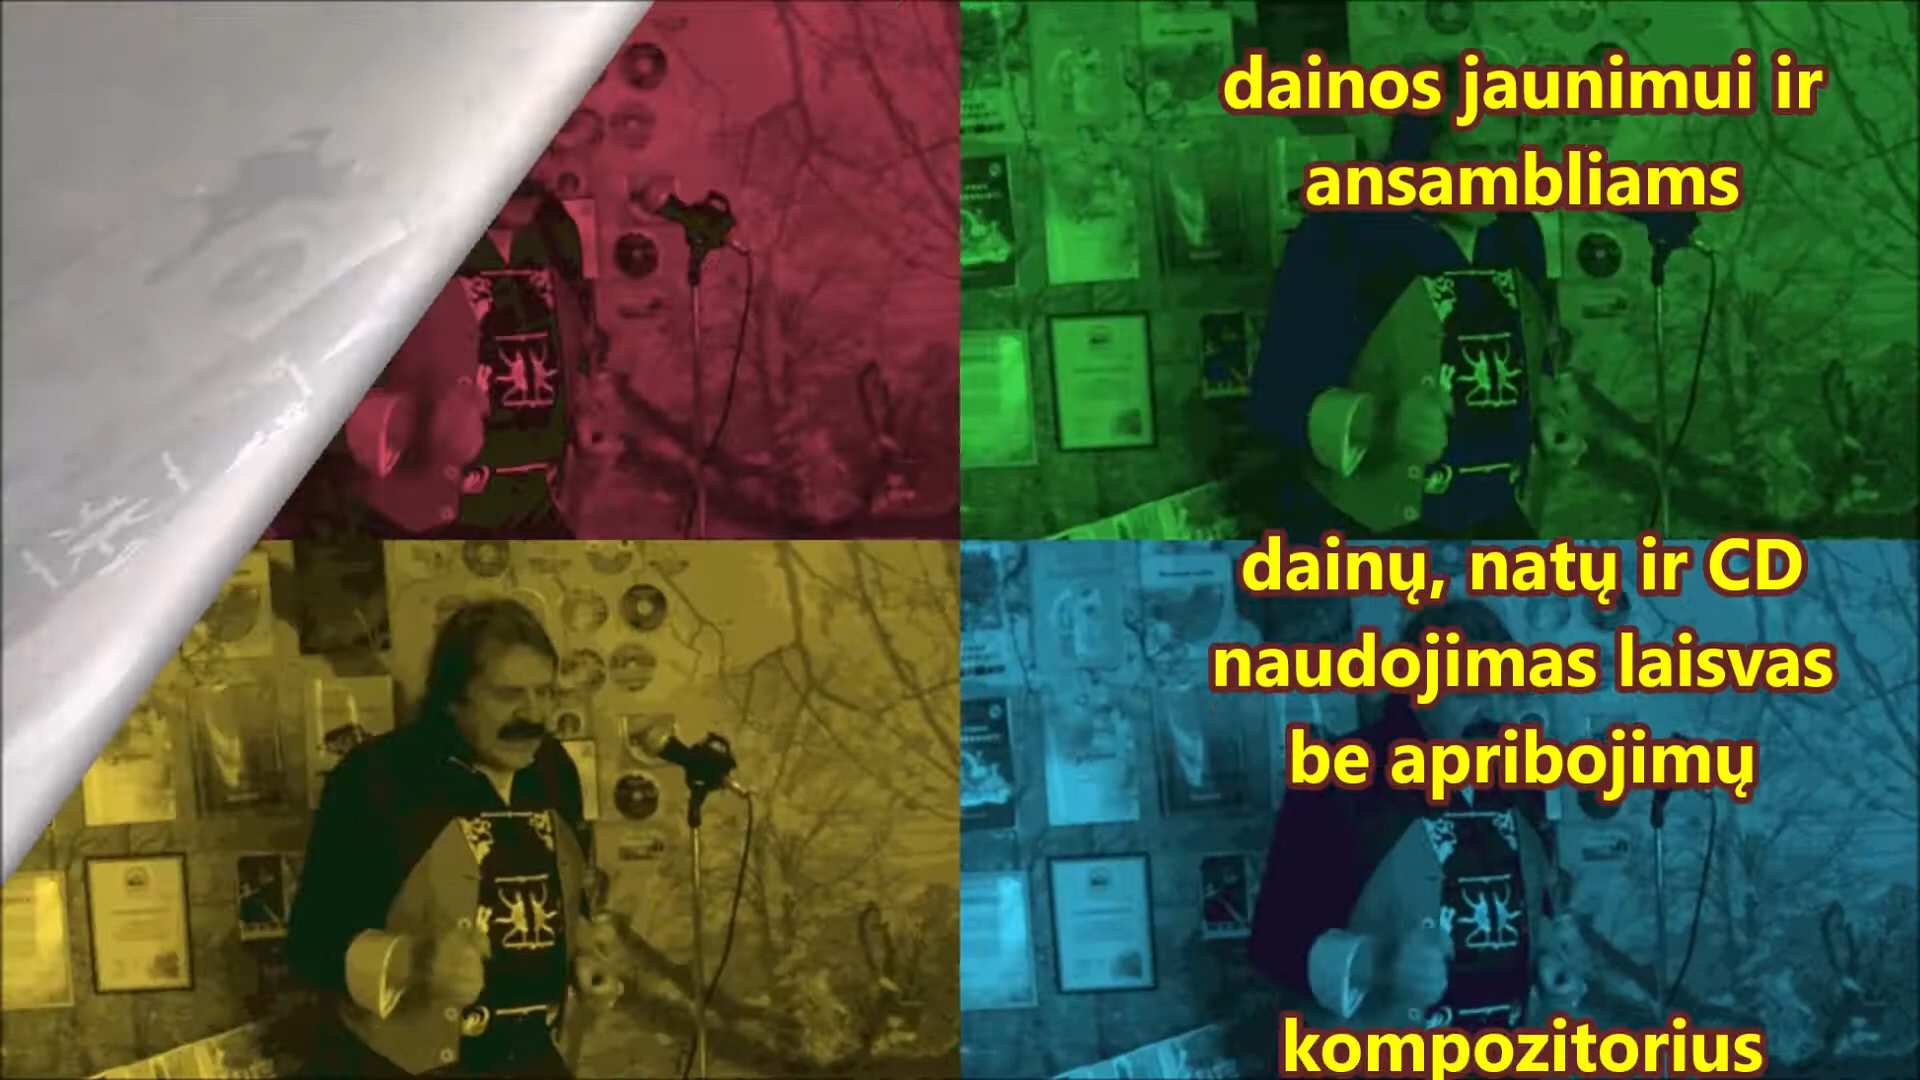 dainos jaunimui ir
ansambliams
dainų, natų ir CD
naudojimas laisvas
be apribojimų
kompozitorius